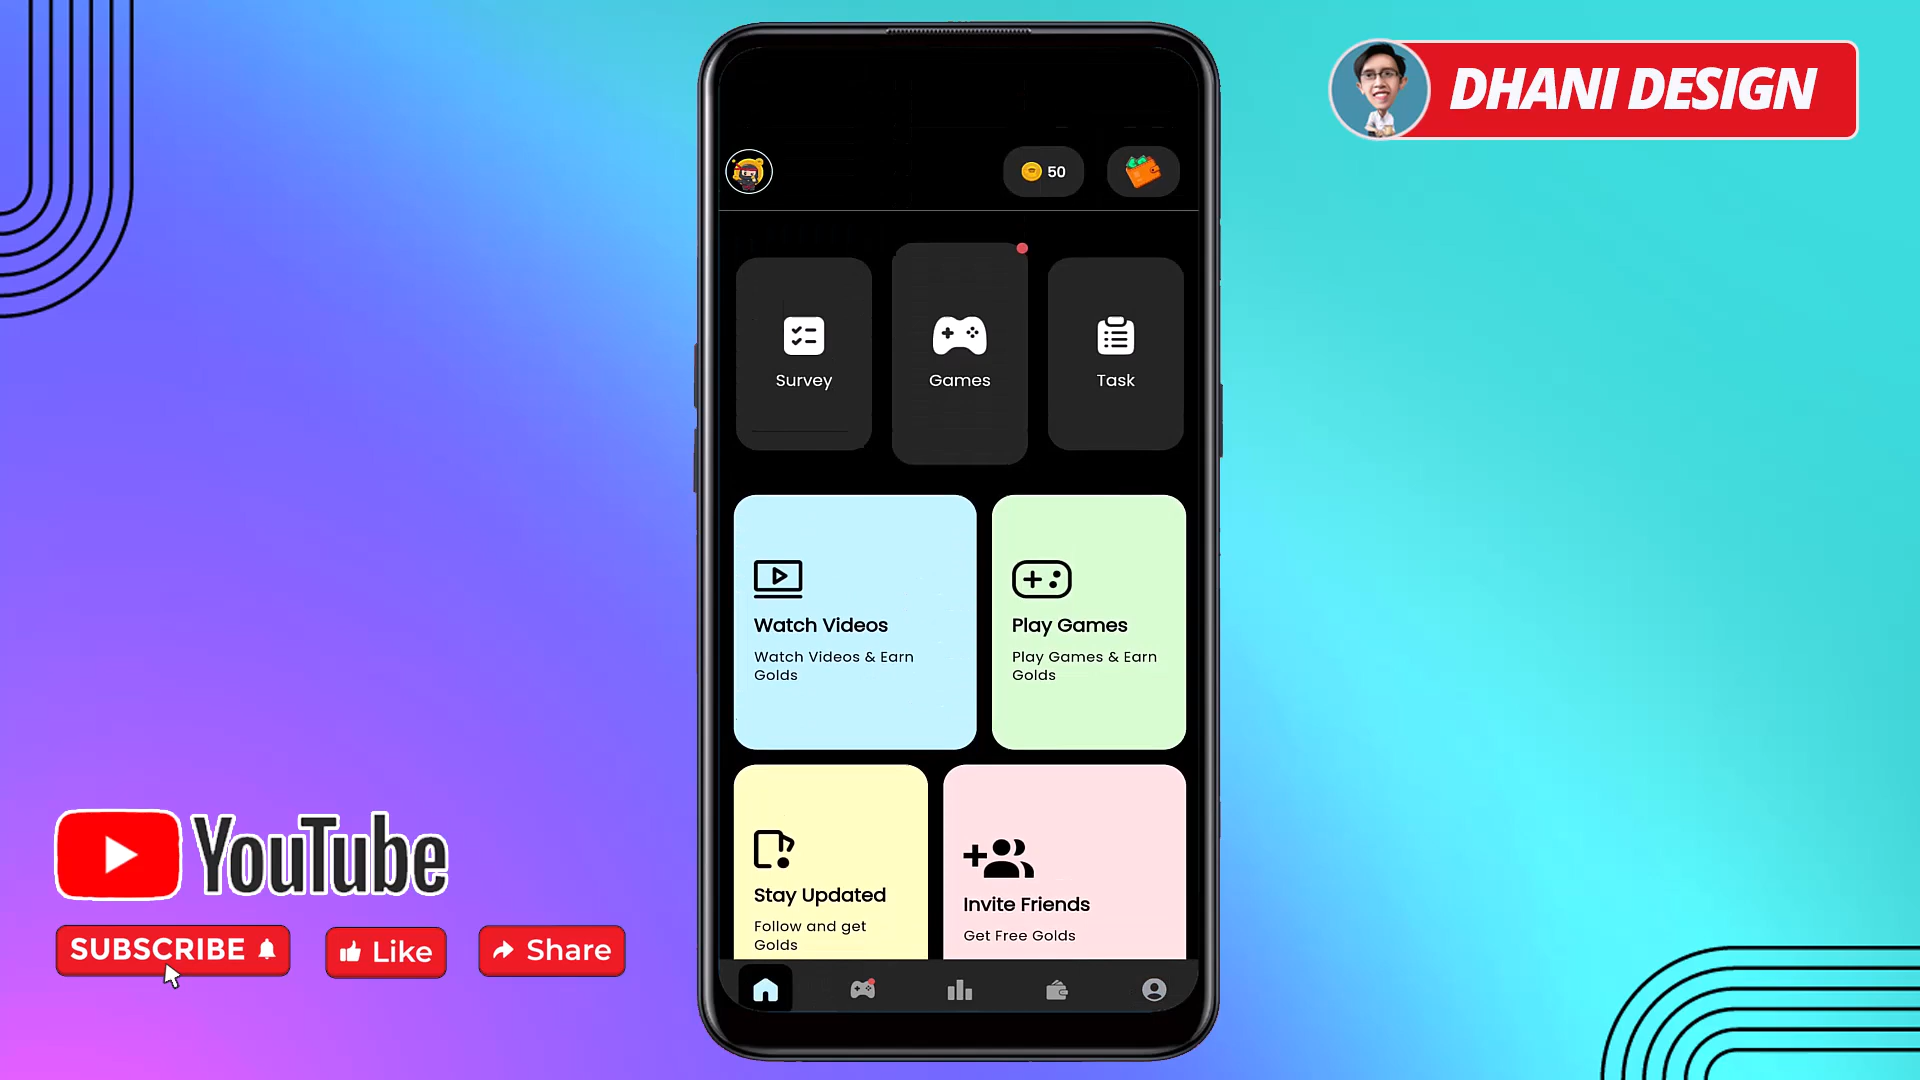 DHANI DESIGN
50
Survey
Games
Task
Watch Videos
Watch Videos & Earn
Golds
Play Games
Play Games & Earn
Golds
Stay Updated
Follow and get
Golds
Invite Friends
Get Free Golds
YouTube
SUBSCRIBE
Like
Share